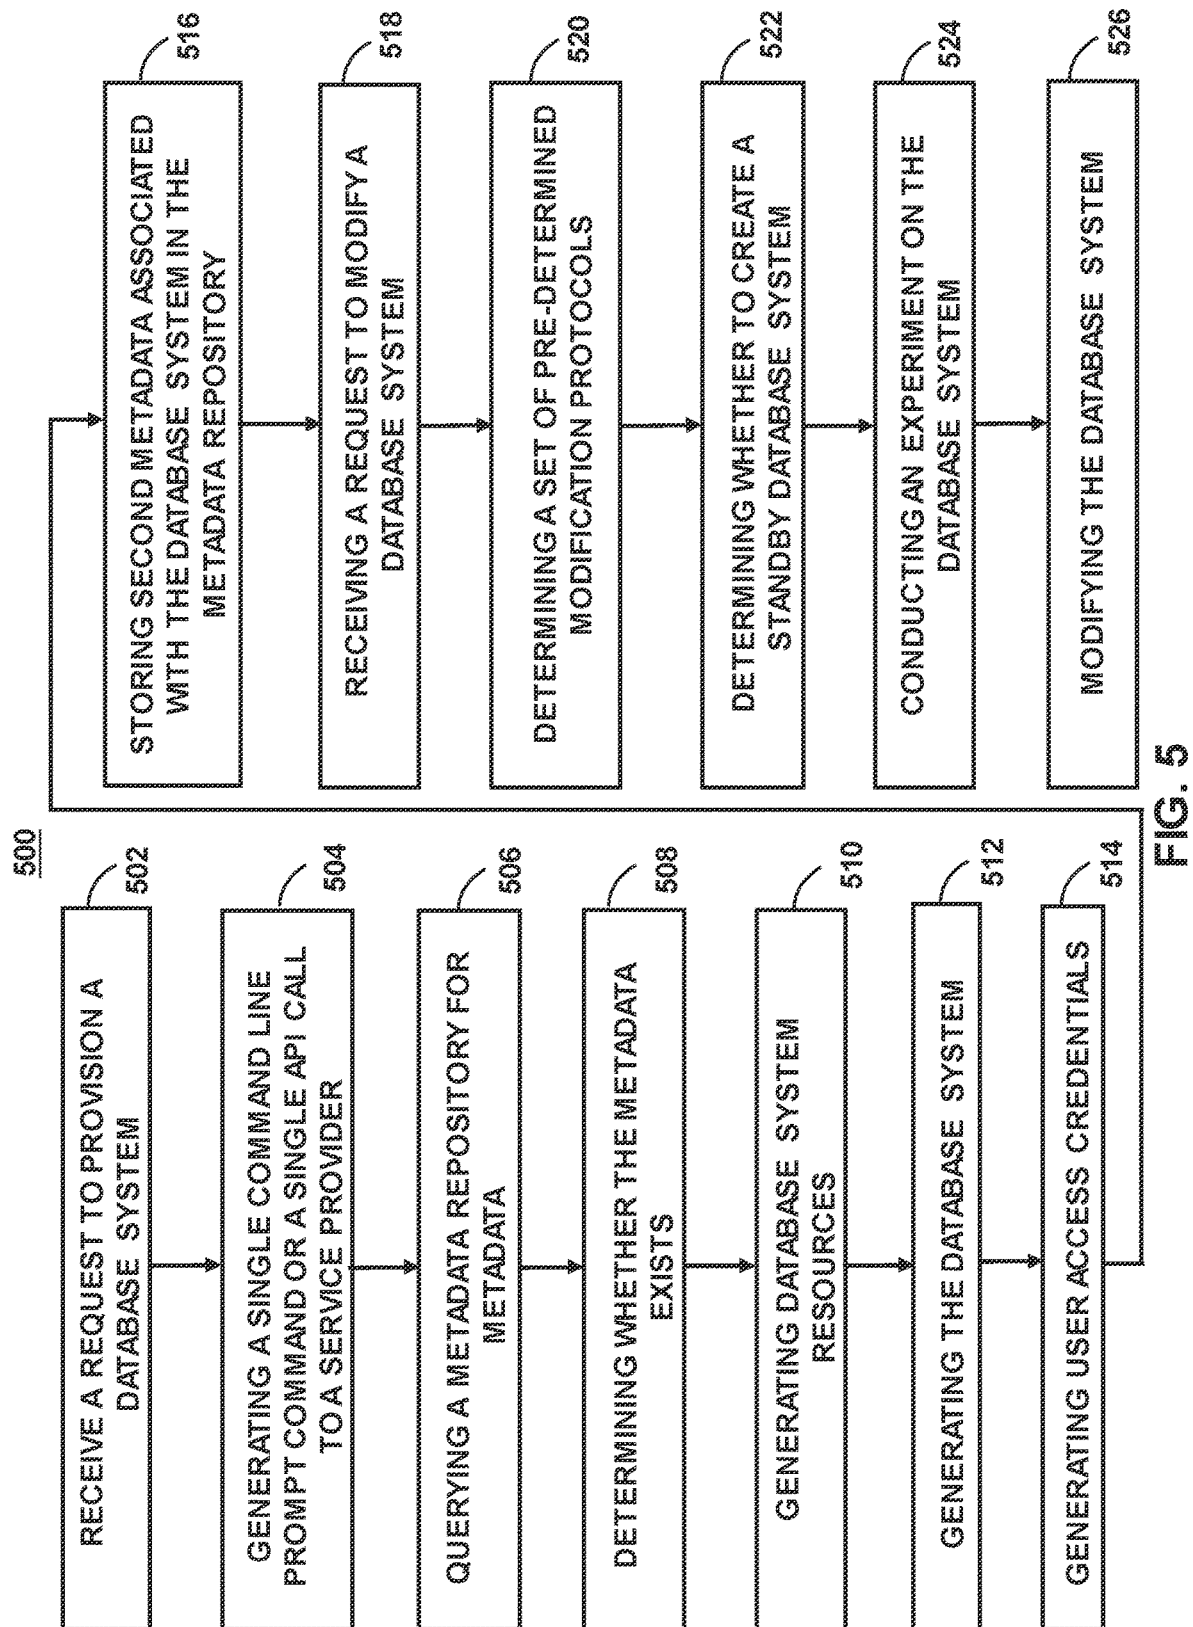 500
RECEIVE A REQUEST TO PROVISION A
DATABASE SYSTEM
502
GENERATING A SINGLE COMMAND LINE
PROMPT COMMAND OR A SINGLE API CALL
TO A SERVICE PROVIDER
504
QUERYING A METADATA REPOSITORY FOR
METADATA
506
DETERMINING WHETHER THE METADATA
EXISTS
508
GENERATING DATABASE SYSTEM
RESOURCES
510
GENERATING THE DATABASE SYSTEM
512
GENERATING USER ACCESS CREDENTIALS
514
STORING SECOND METADATA ASSOCIATED
WITH THE DATABASE SYSTEM IN THE
METADATA REPOSITORY
516
RECEIVING A REQUEST TO MODIFY A
DATABASE SYSTEM
518
DETERMINING A SET OF PRE-DETERMINED
MODIFICATION PROTOCOLS
520
DETERMINING WHETHER TO CREATE A
STANDBY DATABASE SYSTEM
522
CONDUCTING AN EXPERIMENT ON THE
DATABASE SYSTEM
524
MODIFYING THE DATABASE SYSTEM
526
FIG. 5